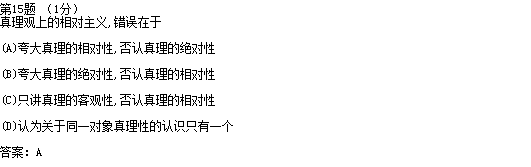 第15题 （1分）
真理观上的相对主义,错误在于
(A)夸大真理的相对性,否认真理的绝对性
(B)夸大真理的绝对性,否认真理的相对性
(C)只讲真理的客观性,否认真理的相对性
(D)认为关于同一对象真理性的认识只有一个
答案: A